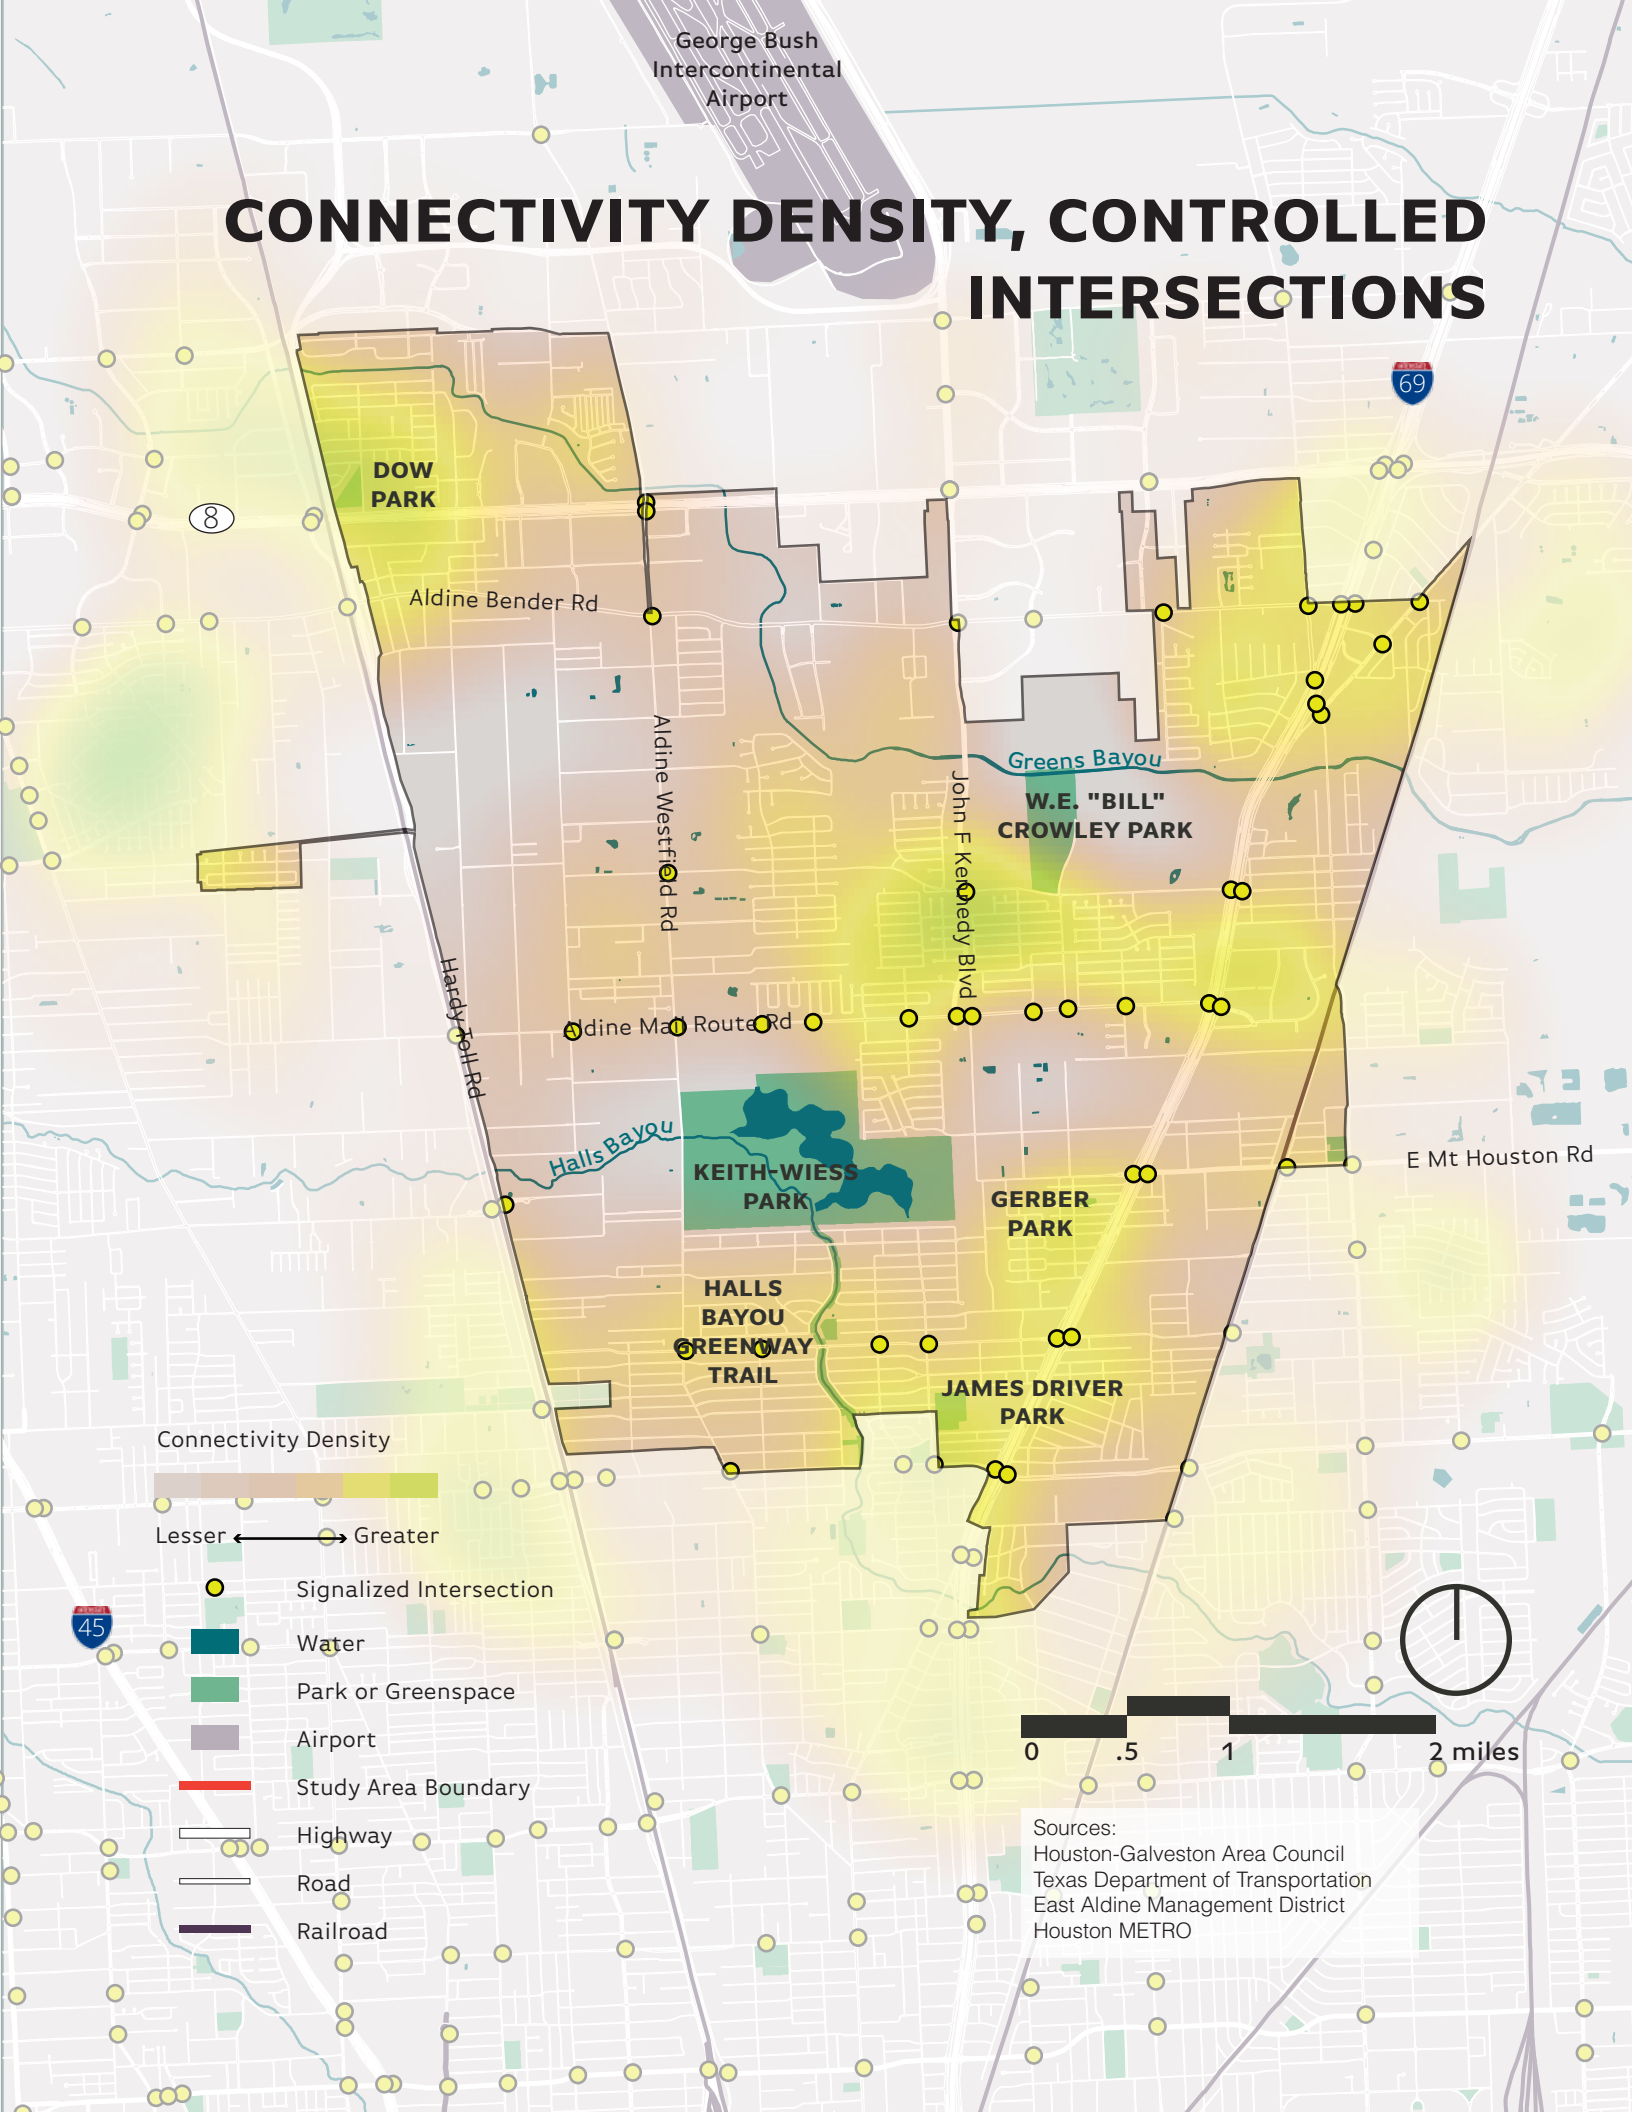 George Bush
Intercontinental
Airport
CONNECTIVITY DENSITY, CONTROLLED
INTERSECTIONS
69
DOW
PARK
8
Aldine Bender Rd
Aldine Westfield Rd
Greens Bayou
John F Kennedy Blvd
W.E. "BILL"
CROWLEY PARK
Hardy Toll Rd
Aldine Mail Route Rd
Halls Bayou
KEITH-WIESS
PARK
E Mt Houston Rd
GERBER
PARK
HALLS
BAYOU
GREENWAY
TRAIL
JAMES DRIVER
PARK
Connectivity Density
Lesser Greater
Signalized Intersection
45
Water
Park or Greenspace
Airport
Study Area Boundary
Highway
Road
Railroad
0 .5 1 2 miles
Sources:
Houston-Galveston Area Council
Texas Department of Transportation
East Aldine Management District
Houston METRO